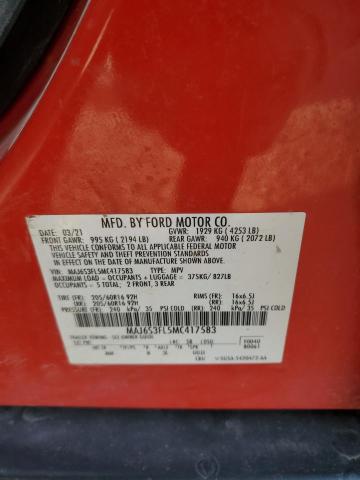 MFD. BY FORD MOTOR CO.
DATE: 03/21 GVWR: 1929 KG (4253 LB)
FRONT GAWR: 995 KG (2194 LB) REAR GAWR: 940 KG (2072 LB)
THIS VEHICLE CONFORMS TO ALL APPLICABLE FEDERAL MOTOR
VEHICLE SAFETY AND THEFT PREVENTION STANDARDS
IN EFFECT ON THE DATE OF MANUFACTURE SHOWN ABOVE.
VIN: MAJ6S3FL5MC417583 TYPE: MPV
MAXIMUM LOAD = OCCUPANTS + LUGGAGE = 375KG/ 827LB
OCCUPANTS = 5 TOTAL; 2 FRONT, 3 REAR
TIRE (FR): 205/60R16 92H RIMS (FR): 16x6.5J
(RR): 205/60R16 92H (RR): 16x6.5J
PRESSURE (FR): 240 kPa/ 35 PSI COLD (RR): 240 kPa/ 35 PSI COLD
MAJ6S3FL5MC417583
TRAILER TOWING - SEE OWNER GUIDE